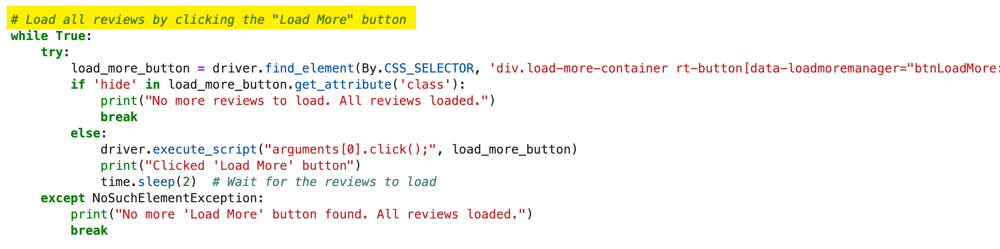 # Load all reviews by clicking the "Load More" button
while True:
    try:
        load_more_button = driver.find_element(By.CSS_SELECTOR, 'div.load-more-container rt-button[data-loadmoremanager="btnLoadMore:
        if 'hide' in load_more_button.get_attribute('class'):
            print("No more reviews to load. All reviews loaded.")
            break
        else:
            driver.execute_script("arguments[0].click();", load_more_button)
            print("Clicked 'Load More' button")
            time.sleep(2)  # Wait for the reviews to load
    except NoSuchElementException:
        print("No more 'Load More' button found. All reviews loaded.")
        break